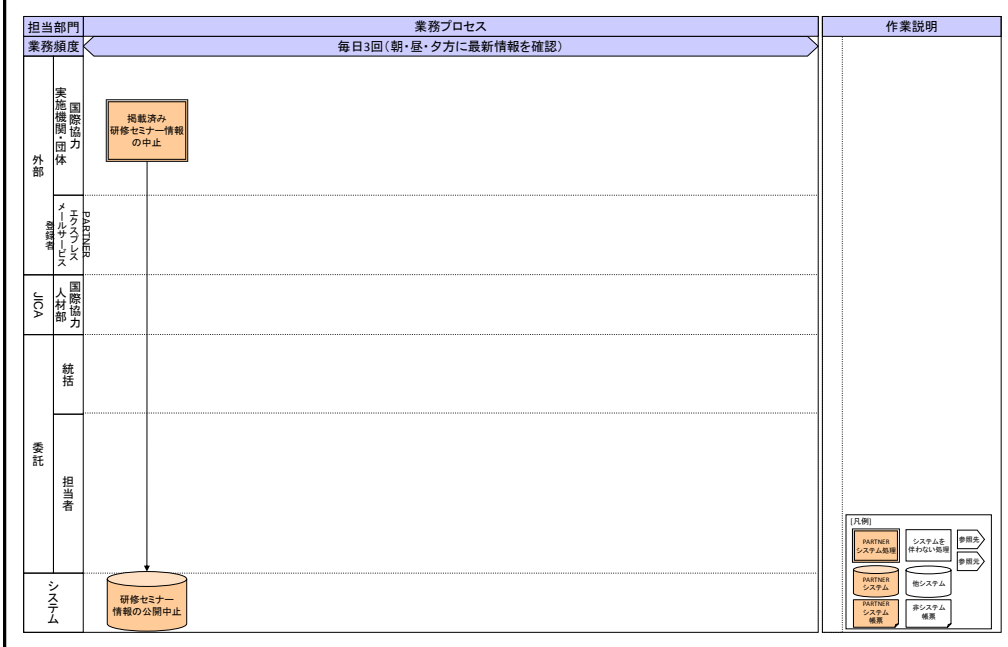 担当部門
業務プロセス
作業説明
業務頻度
毎日3回（朝・昼・夕方に最新情報を確認）
外部
国際協力
実施機関・団体
掲載済み
研修セミナー情報
の中止
PARTNER
エクスプレス
メールサービス
登録者
JICA
国際協力
人材部
委託
統括
担当者
システム
研修セミナー
情報の公開中止
[凡例]
PARTNER
システム処理
システムを
伴わない処理
参照先
参照元
PARTNER
システム
他システム
PARTNER
システム
帳票
非システム
帳票